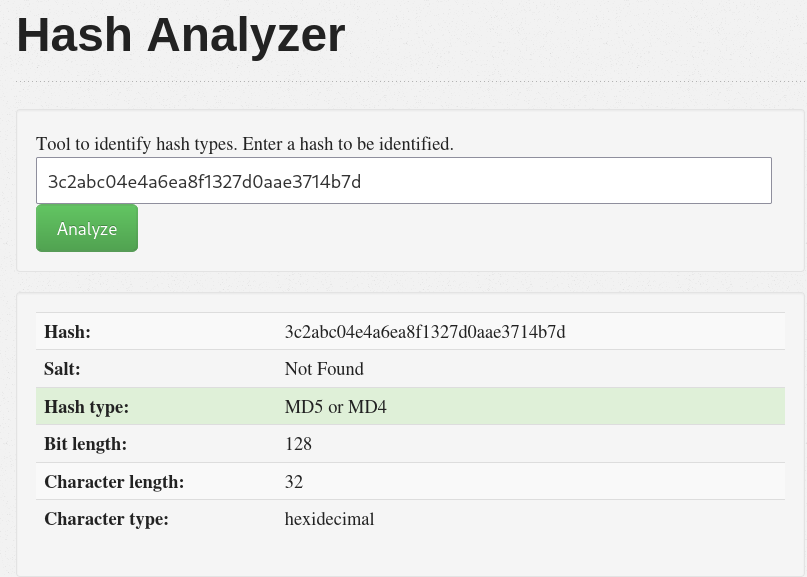 Hash Analyzer
Tool to identify hash types. Enter a hash to be identified.
3c2abc04e4a6ea8f1327d0aae3714b7d
Analyze
Hash: 3c2abc04e4a6ea8f1327d0aae3714b7d
Salt: Not Found
Hash type: MD5 or MD4
Bit length: 128
Character length: 32
Character type: hexidecimal